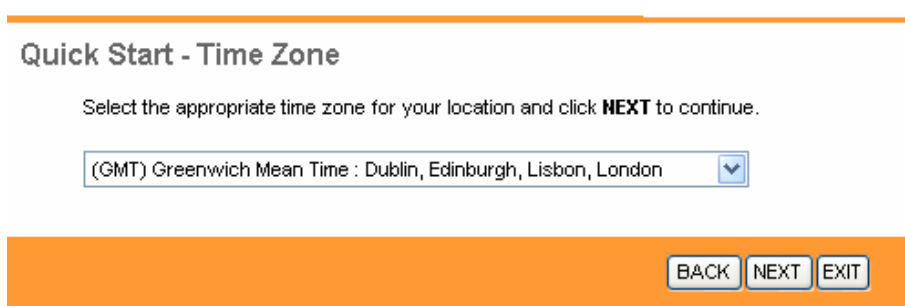 Quick Start - Time Zone
Select the appropriate time zone for your location and click NEXT to continue.
(GMT) Greenwich Mean Time : Dublin, Edinburgh, Lisbon, London
BACK NEXT EXIT